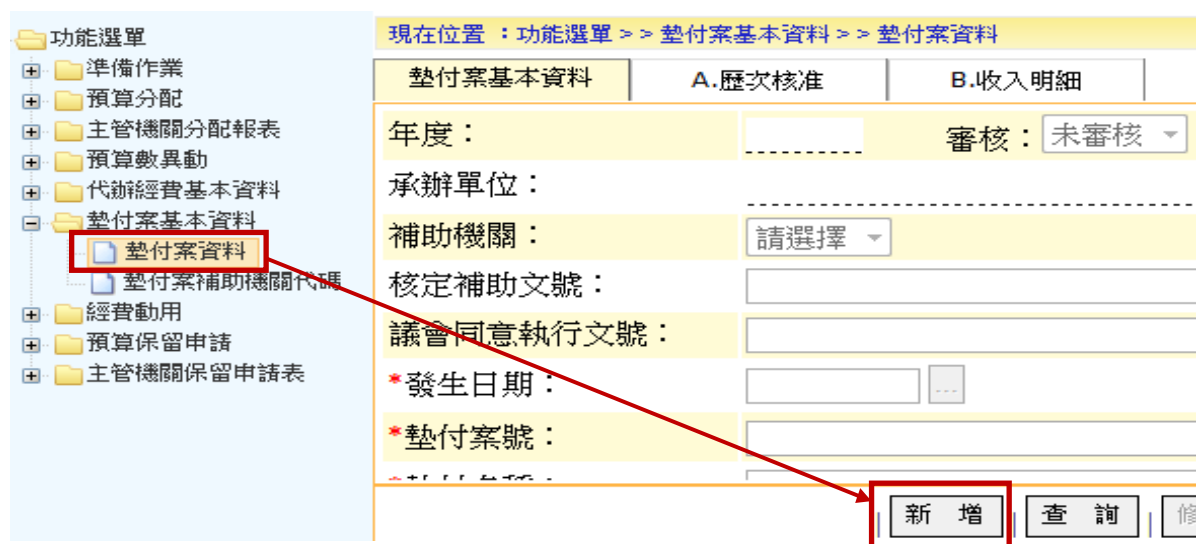 功能選單
準備作業
預算分配
主管機關分配報表
預算數異動
代辦經費基本資料
墊付案基本資料
墊付案資料
墊付案補助機關代碼
經費動用
預算保留申請
主管機關保留申請表
現在位置 ：功能選單>>墊付案基本資料>>墊付案資料
墊付案基本資料 A.歷次核准 B.收入明細
年度： 審核： 未審核
承辦單位：
補助機關： 請選擇
核定補助文號：
議會同意執行文號：
*發生日期： ...
*墊付案號：
新 增 查 詢